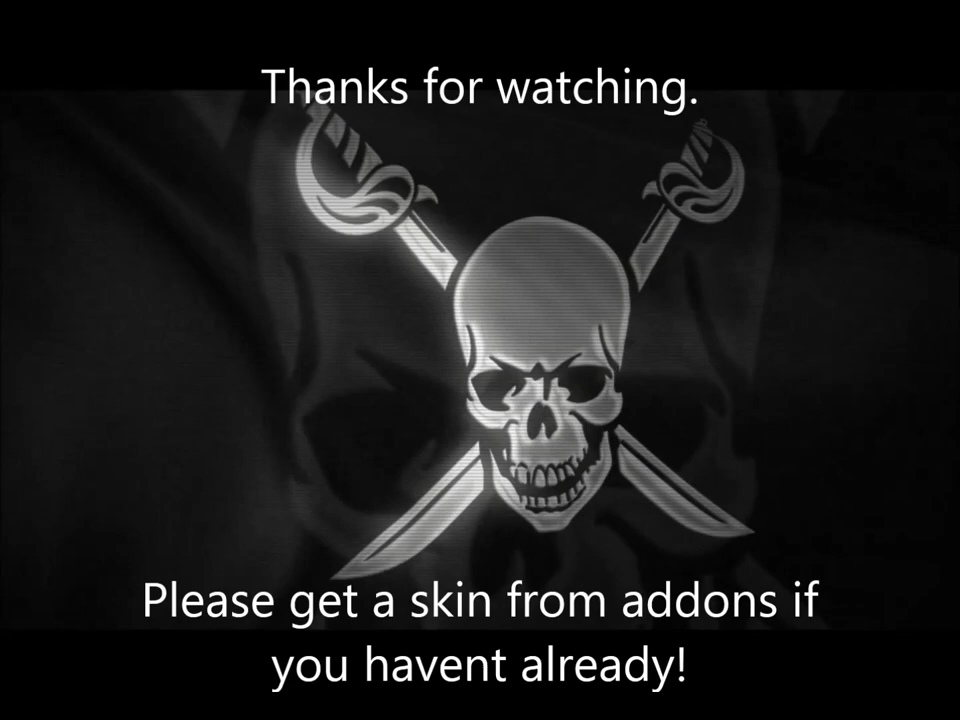 Thanks for watching.
Please get a skin from addons if
you havent already!